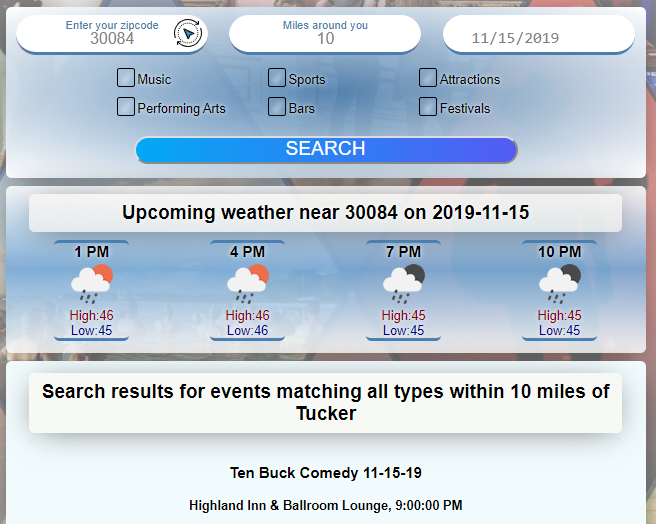 Enter your zipcode
30084
Miles around you
10
11/15/2019
Music
Sports
Attractions
Performing Arts
Bars
Festivals
SEARCH
Upcoming weather near 30084 on 2019-11-15
1 PM
4 PM
7 PM
10 PM
High:46
High:46
High:45
High:45
Low:45
Low:46
Low:45
Low:45
Search results for events matching all types within 10 miles of
Tucker
Ten Buck Comedy 11-15-19
Highland Inn & Ballroom Lounge, 9:00:00 PM